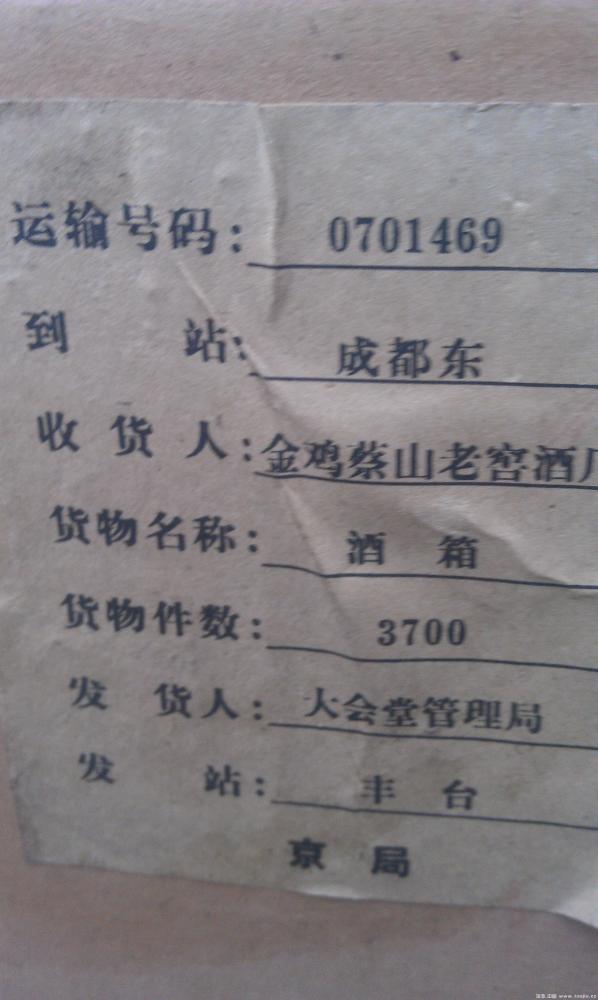 运输号码: 0701469
到 站: 成都东
收货人: 金鸡蔡山老窖酒厂
货物名称: 酒 箱
货物件数: 3700
发 货人: 大会堂管理局
发 站: 丰 台
京 局